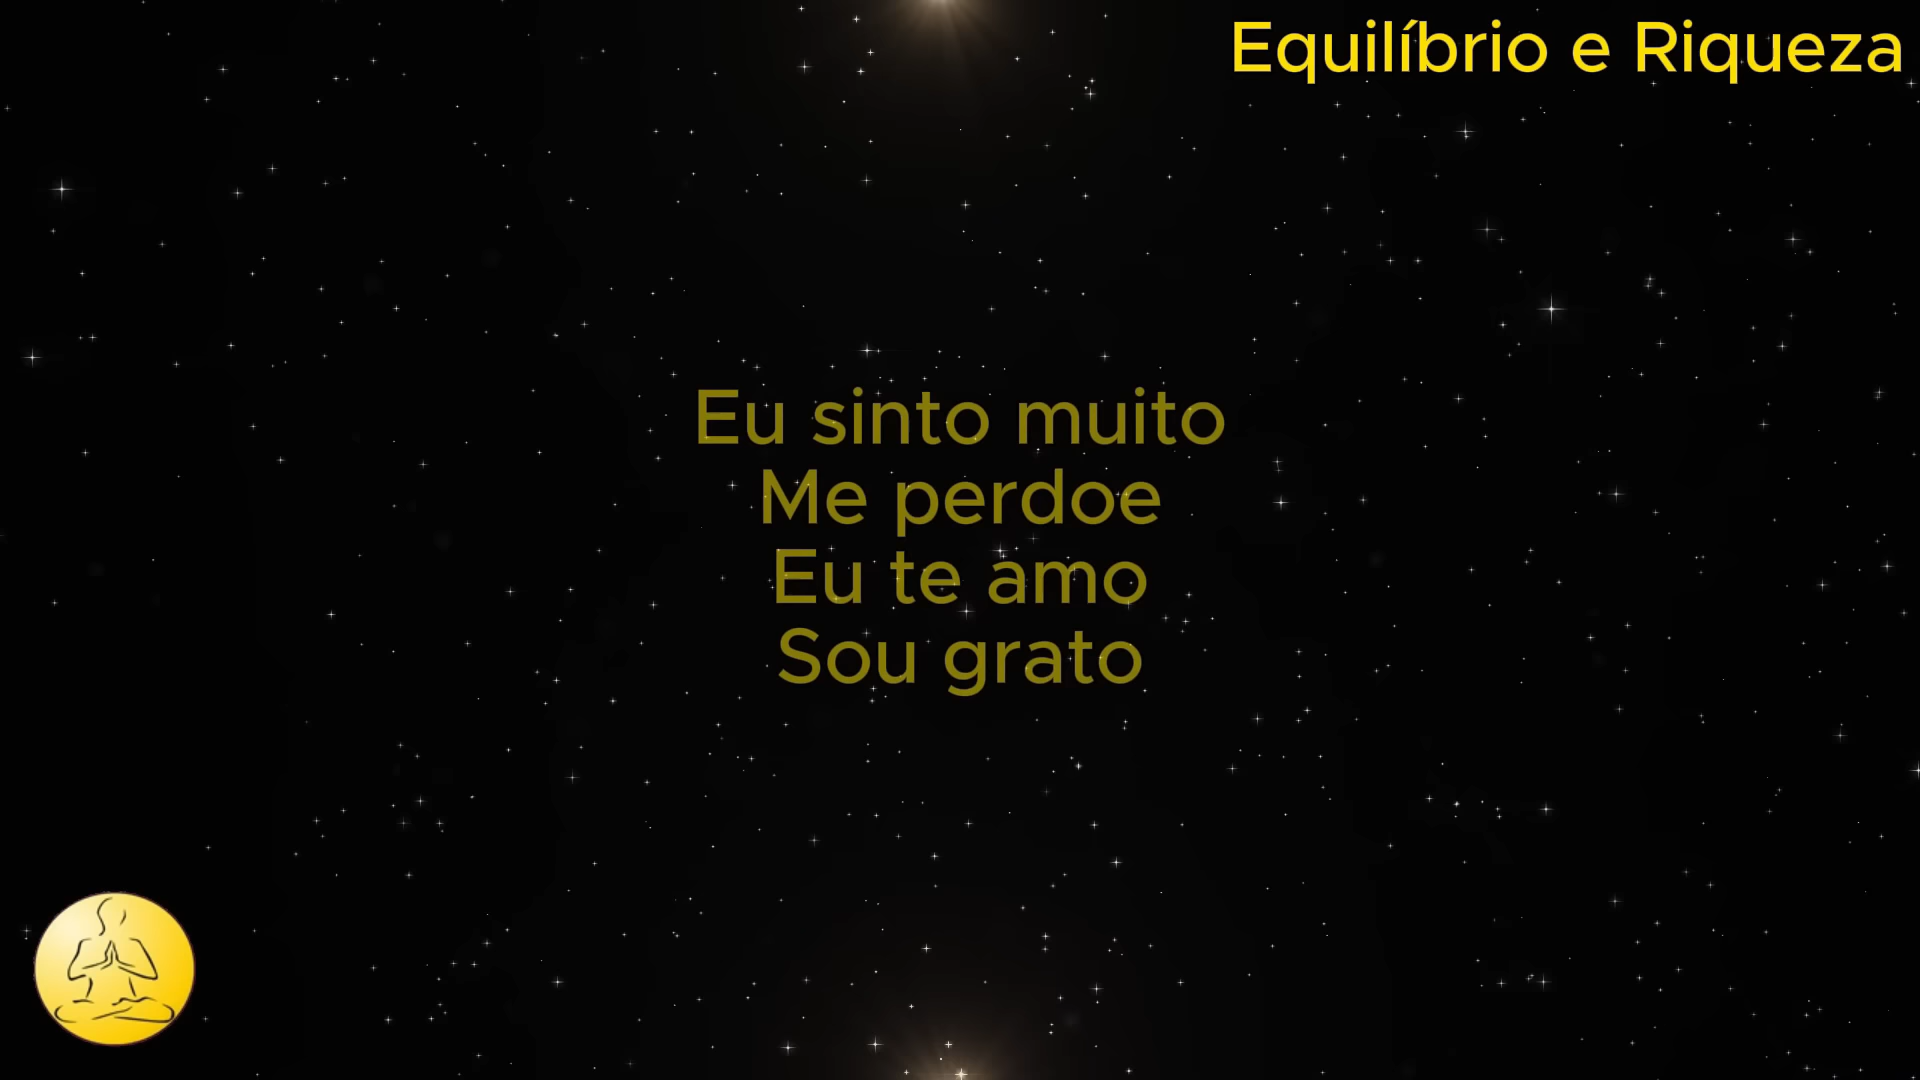 Equilíbrio e Riqueza
Eu sinto muito
Me perdoe
Eu te amo
Sou grato